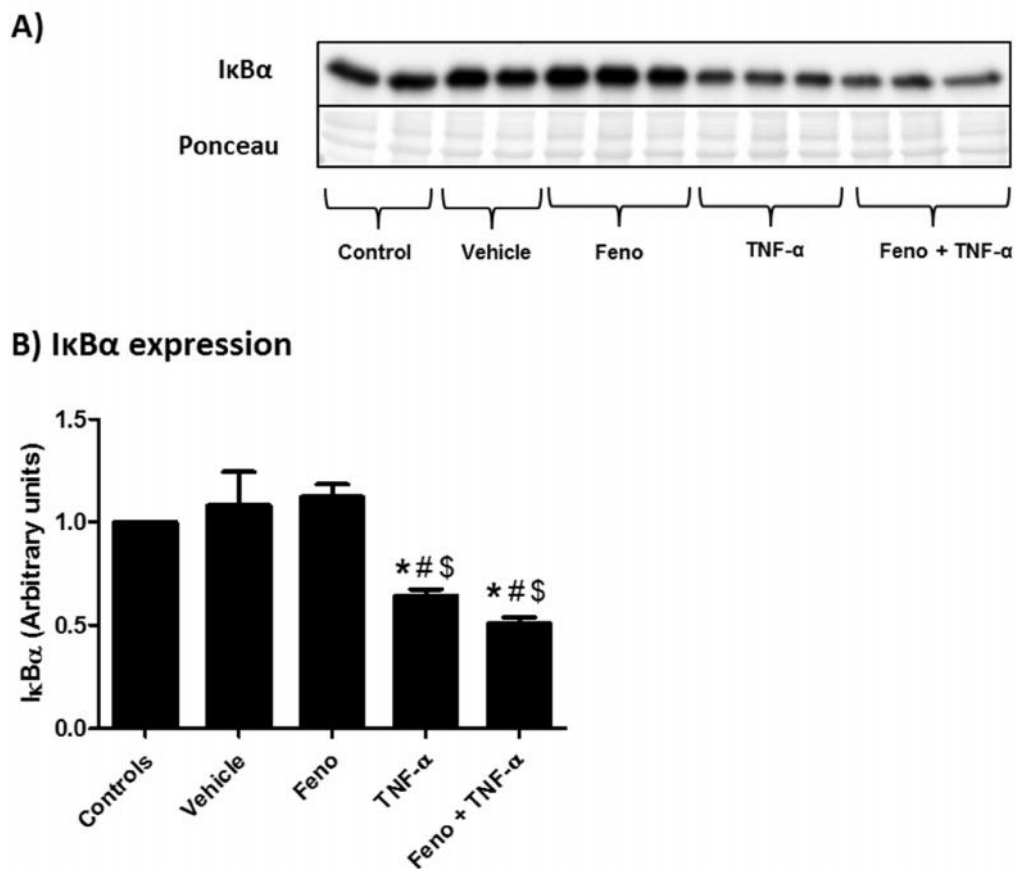 A)
IκBα
Ponceau
Control Vehicle Feno TNF-α Feno + TNF-α
B) IκBα expression
IκBα (Arbitrary units)
1.5
1.0
0.5
0.0
*#$
*#$
Controls
Vehicle
Feno
TNF-α
Feno + TNF-α